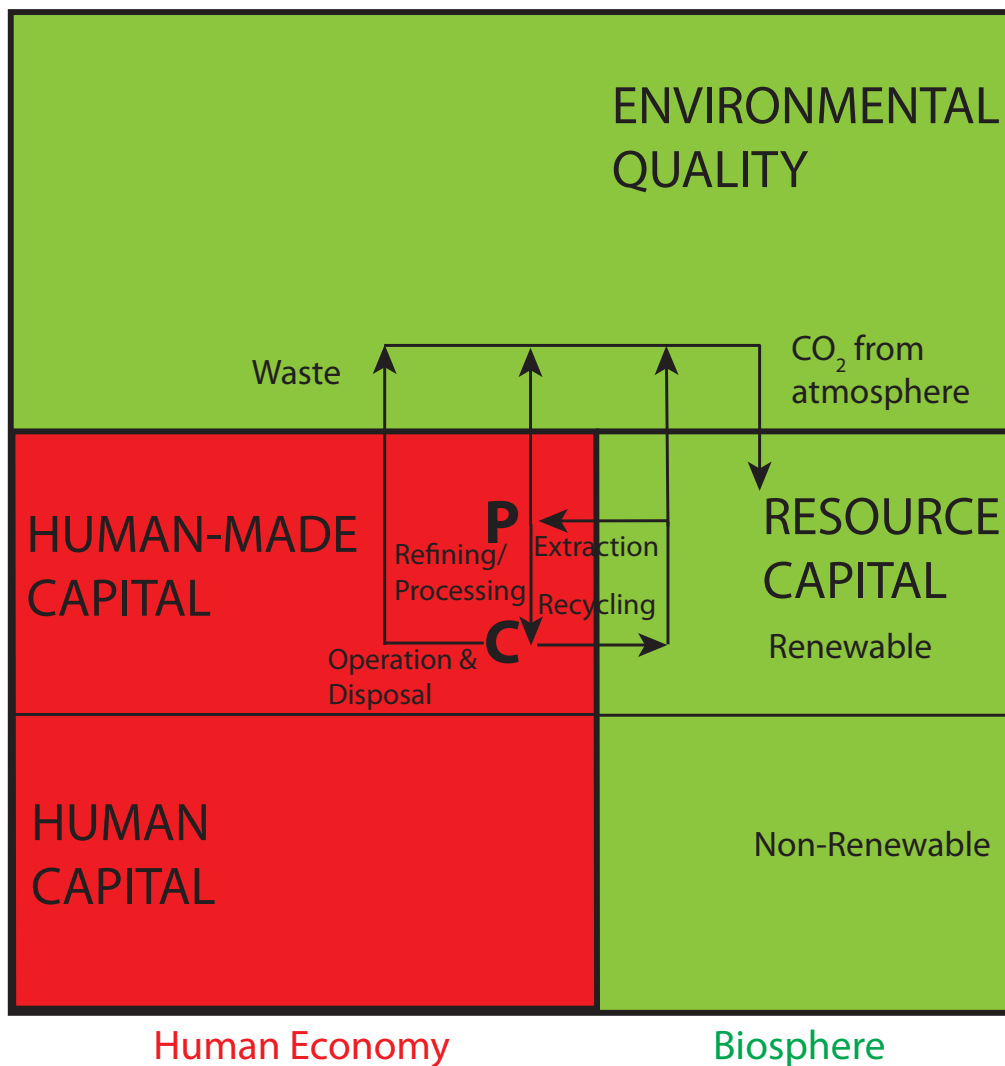 ENVIRONMENTAL
QUALITY
Waste
CO₂ from
atmosphere
HUMAN-MADE
CAPITAL
P
Refining/
Processing
Extraction
Recycling
C
Operation &
Disposal
RESOURCE
CAPITAL
Renewable
HUMAN
CAPITAL
Non-Renewable
Human Economy
Biosphere